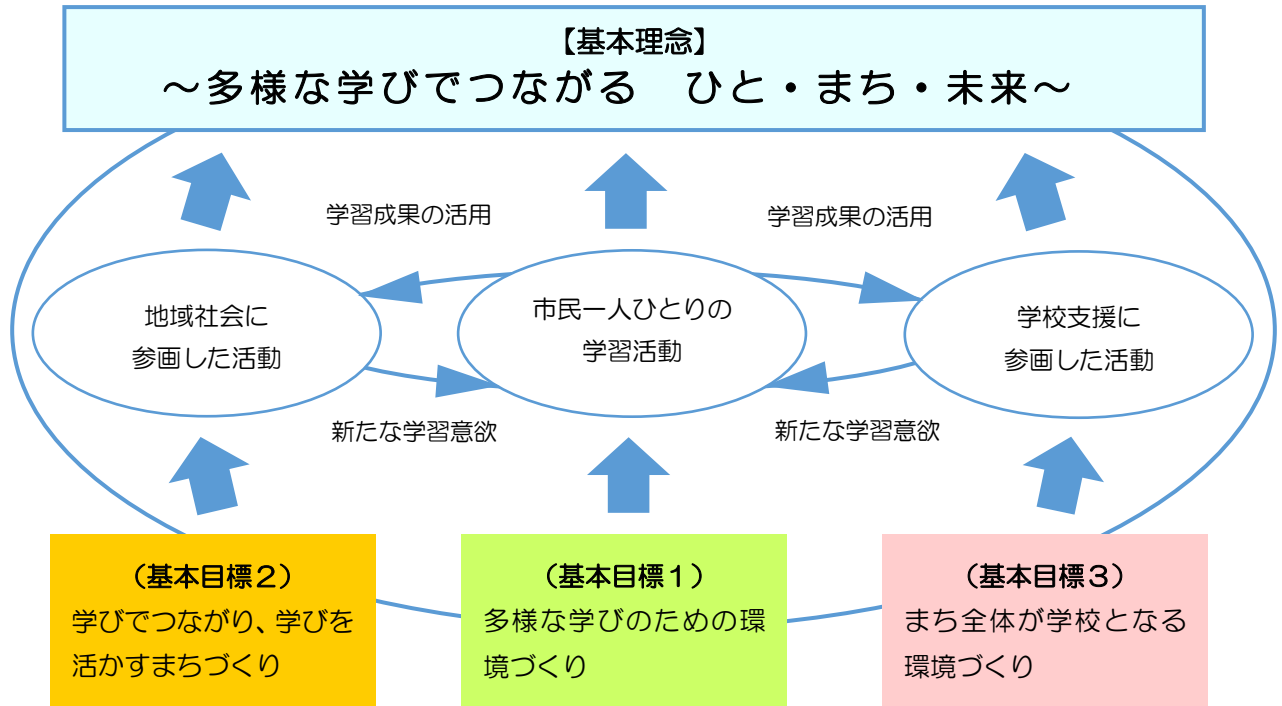 【基本理念】
～多様な学びでつながる　ひと・まち・未来～
学習成果の活用
学習成果の活用
地域社会に
参画した活動
市民一人ひとりの
学習活動
学校支援に
参画した活動
新たな学習意欲
新たな学習意欲
（基本目標２）
学びでつながり、学びを
活かすまちづくり
（基本目標１）
多様な学びのための環
境づくり
（基本目標３）
まち全体が学校となる
環境づくり